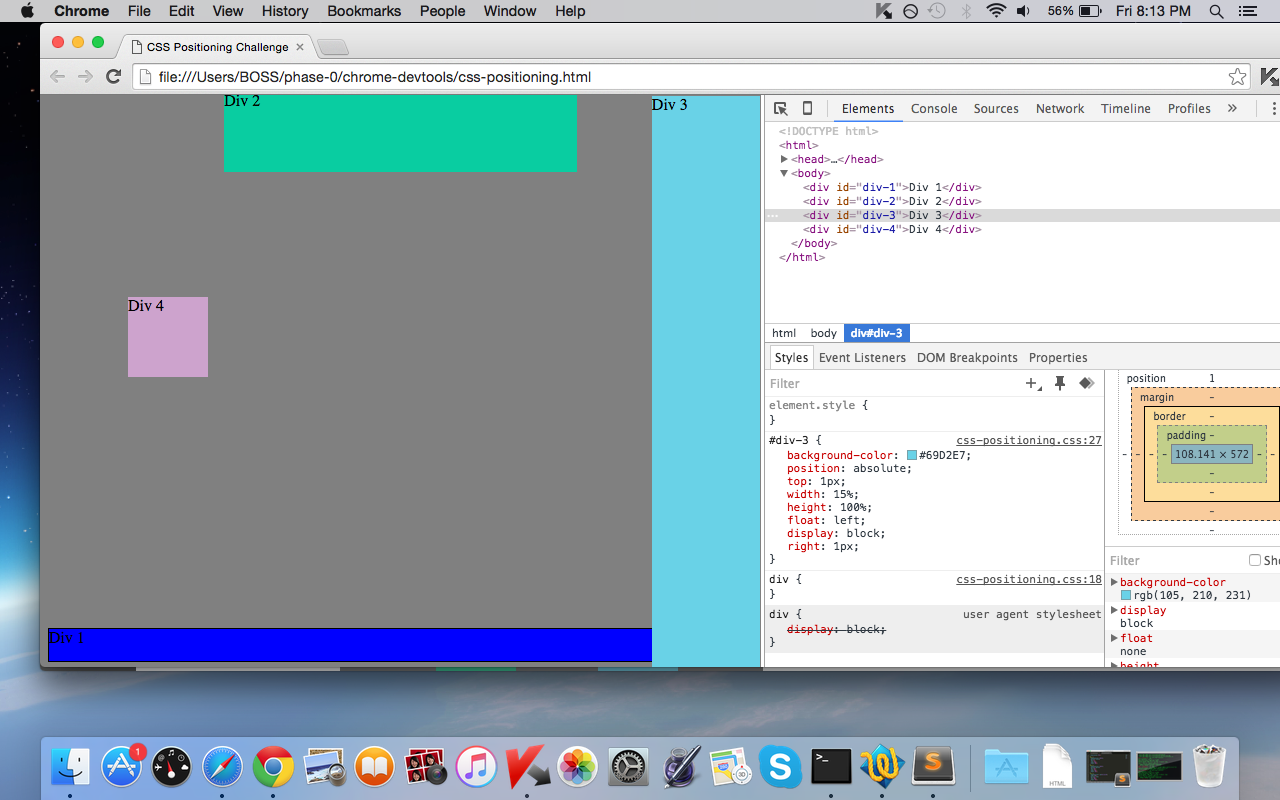 Chrome File Edit View History Bookmarks People Window Help 56% Fri 8:13 PM
CSS Positioning Challenge
file:///Users/BOSS/phase-0/chrome-devtools/css-positioning.html
Div 2
Div 3
Div 4
Div 1
Elements Console Sources Network Timeline Profiles »
<!DOCTYPE html>
<html>
<head>…</head>
<body>
<div id="div-1">Div 1</div>
<div id="div-2">Div 2</div>
<div id="div-3">Div 3</div>
<div id="div-4">Div 4</div>
</body>
</html>
html body div#div-3
Styles Event Listeners DOM Breakpoints Properties
Filter
element.style {
}
#div-3 { css-positioning.css:27
background-color: #69D2E7;
position: absolute;
top: 1px;
width: 15%;
height: 100%;
float: left;
display: block;
right: 1px;
}
div { css-positioning.css:18
}
div { user agent stylesheet
display: block;
}
position 1
margin -
border -
padding -
- - - 108.141 × 572 - -
-
-
-
-
Filter Sho
background-color
rgb(105, 210, 231)
display
block
float
none
height
1
30
>_
S
HTML
S